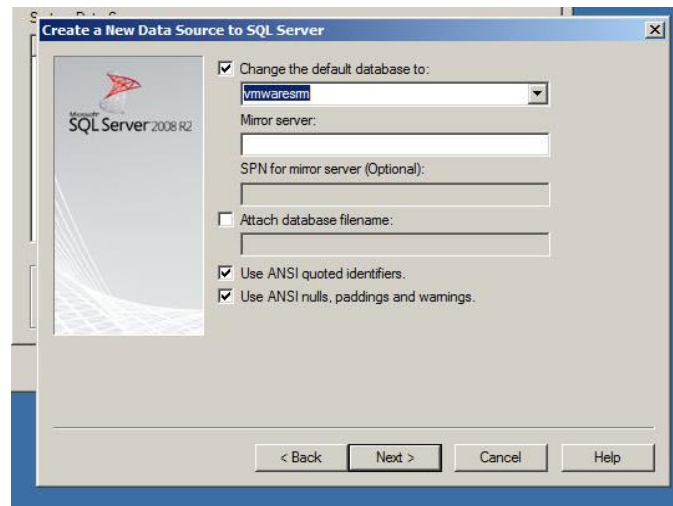 Create a New Data Source to SQL Server
Change the default database to:
vmwaresrm
Microsoft
SQL Server 2008 R2
Mirror server:
SPN for mirror server (Optional):
Attach database filename:
Use ANSI quoted identifiers.
Use ANSI nulls, paddings and warnings.
< Back
Next >
Cancel
Help